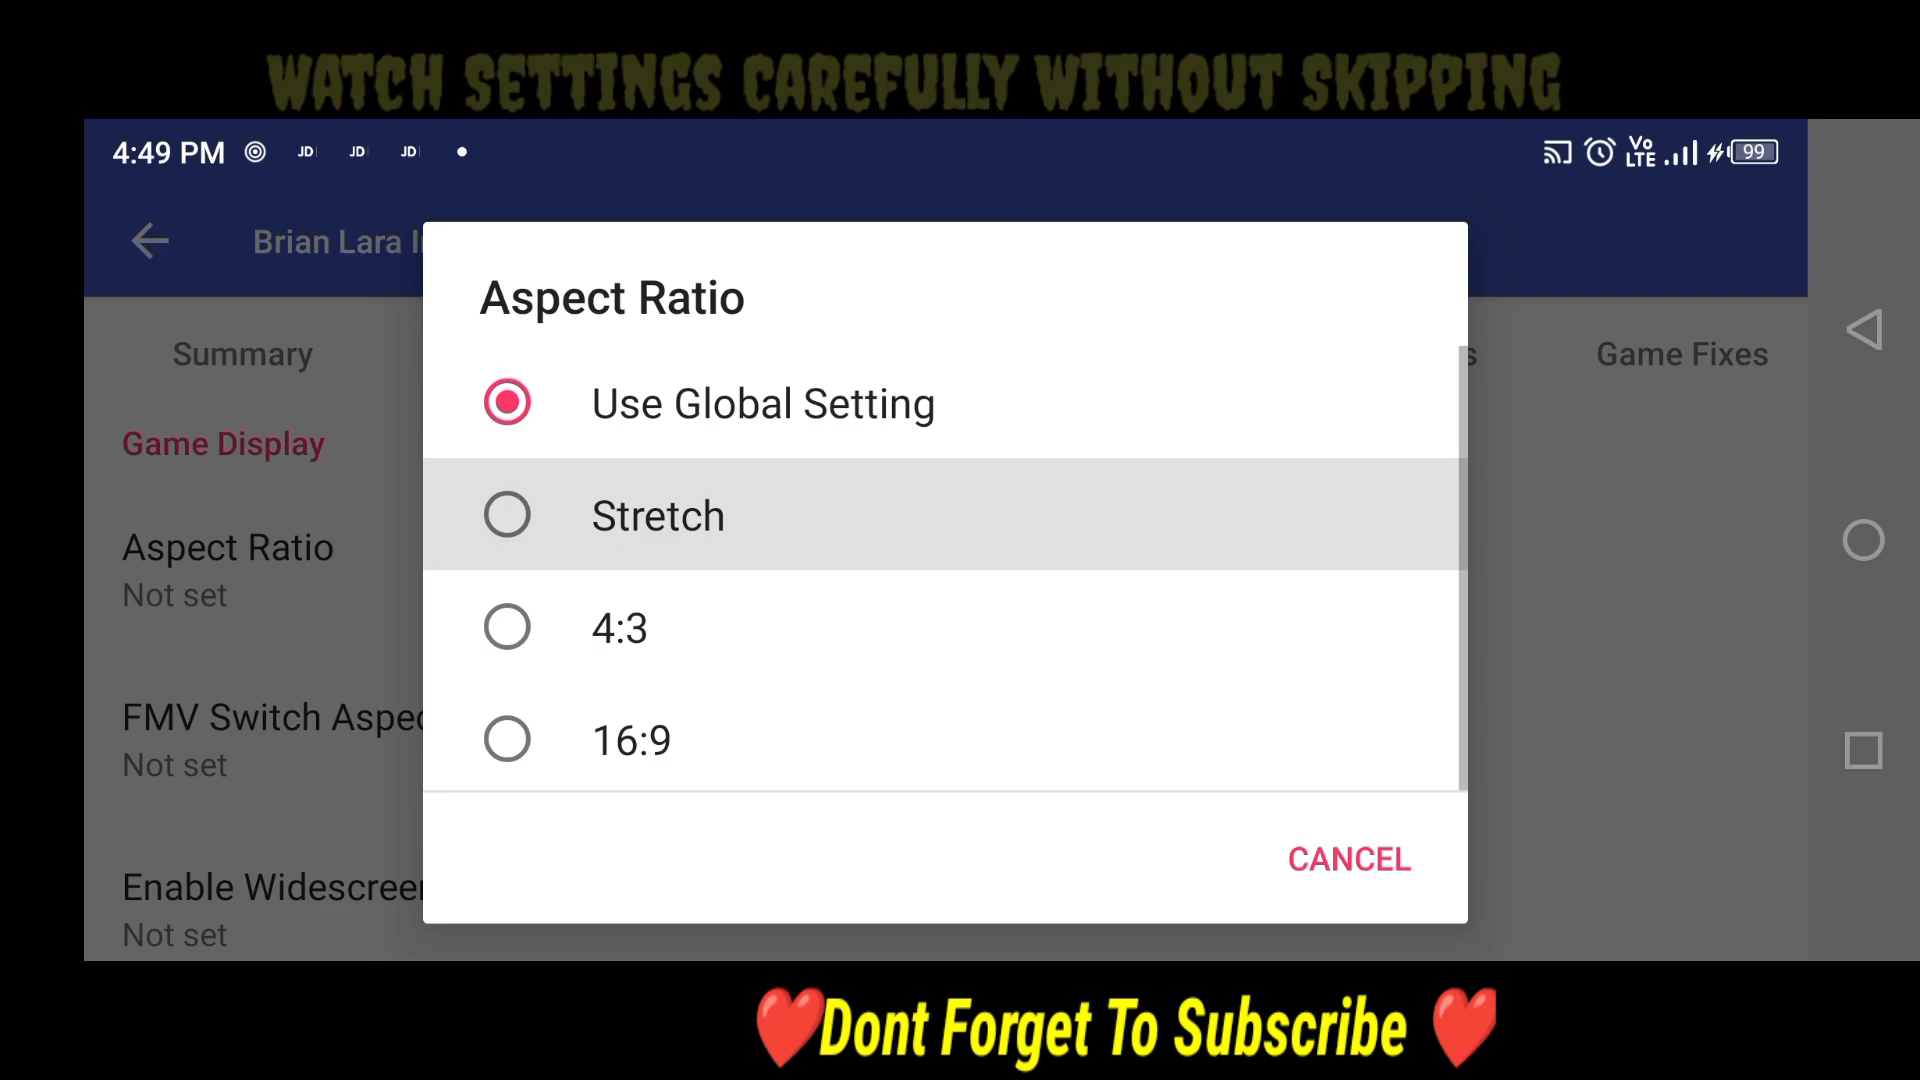 WATCH SETTINGS CAREFULLY WITHOUT SKIPPING
4:49 PM JD JD JD Vo LTE 99
Brian Lara
Aspect Ratio
Summary
Game Fixes
Use Global Setting
Game Display
Stretch
Aspect Ratio
Not set
4:3
FMV Switch
Not set
16:9
CANCEL
Enable
Not set
Dont Forget To Subscribe